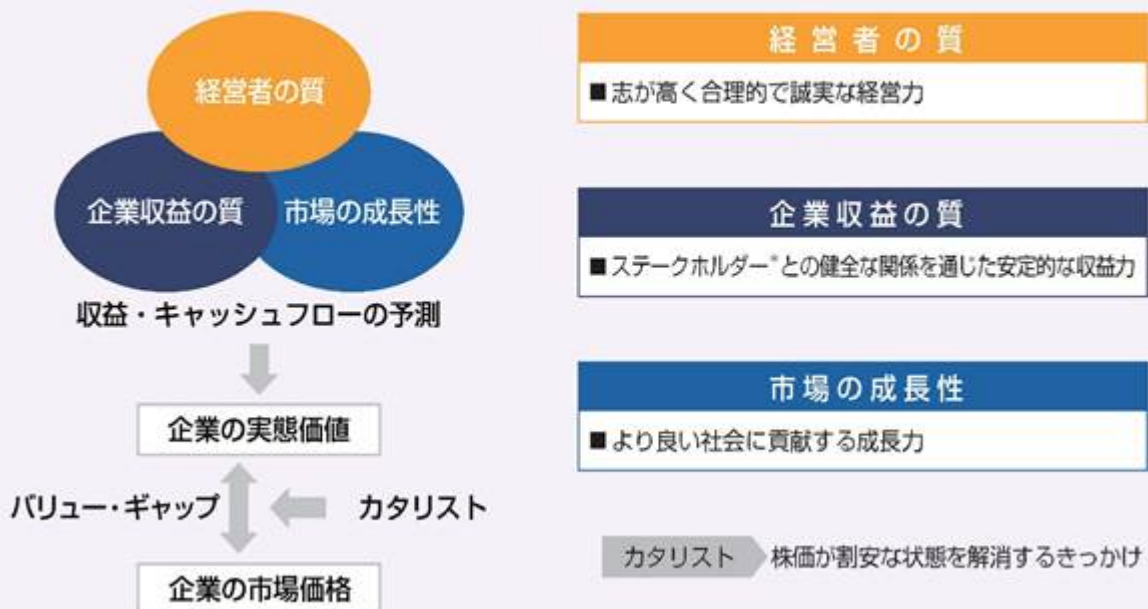 経営者の質
企業収益の質
市場の成長性
収益・キャッシュフローの予測
企業の実態価値
バリュー・ギャップ
カタリスト
企業の市場価格
経営者の質
■志が高く合理的で誠実な経営力
企業収益の質
■ステークホルダー*との健全な関係を通じた安定的な収益力
市場の成長性
■より良い社会に貢献する成長力
カタリスト 株価が割安な状態を解消するきっかけ